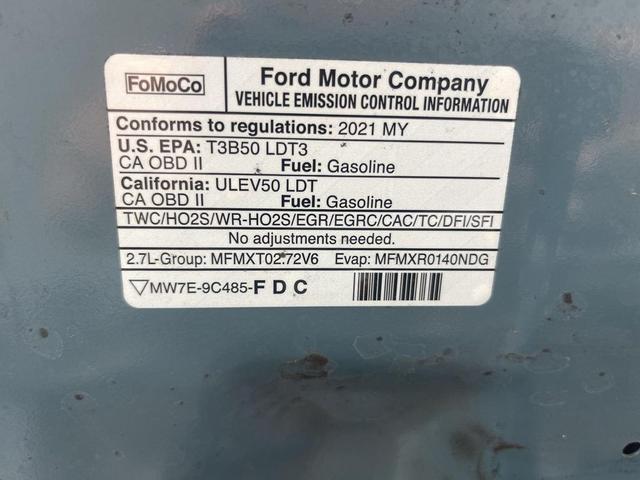 FoMoCo
Ford Motor Company
VEHICLE EMISSION CONTROL INFORMATION
Conforms to regulations: 2021 MY
U.S. EPA: T3B50 LDT3
CA OBD II Fuel: Gasoline
California: ULEV50 LDT
CA OBD II Fuel: Gasoline
TWC/HO2S/WR-HO2S/EGR/EGRC/CAC/TC/DFI/SFI
No adjustments needed.
2.7L-Group: MFMXT02.72V6 Evap: MFMXR0140NDG
▽MW7E-9C485-F D C